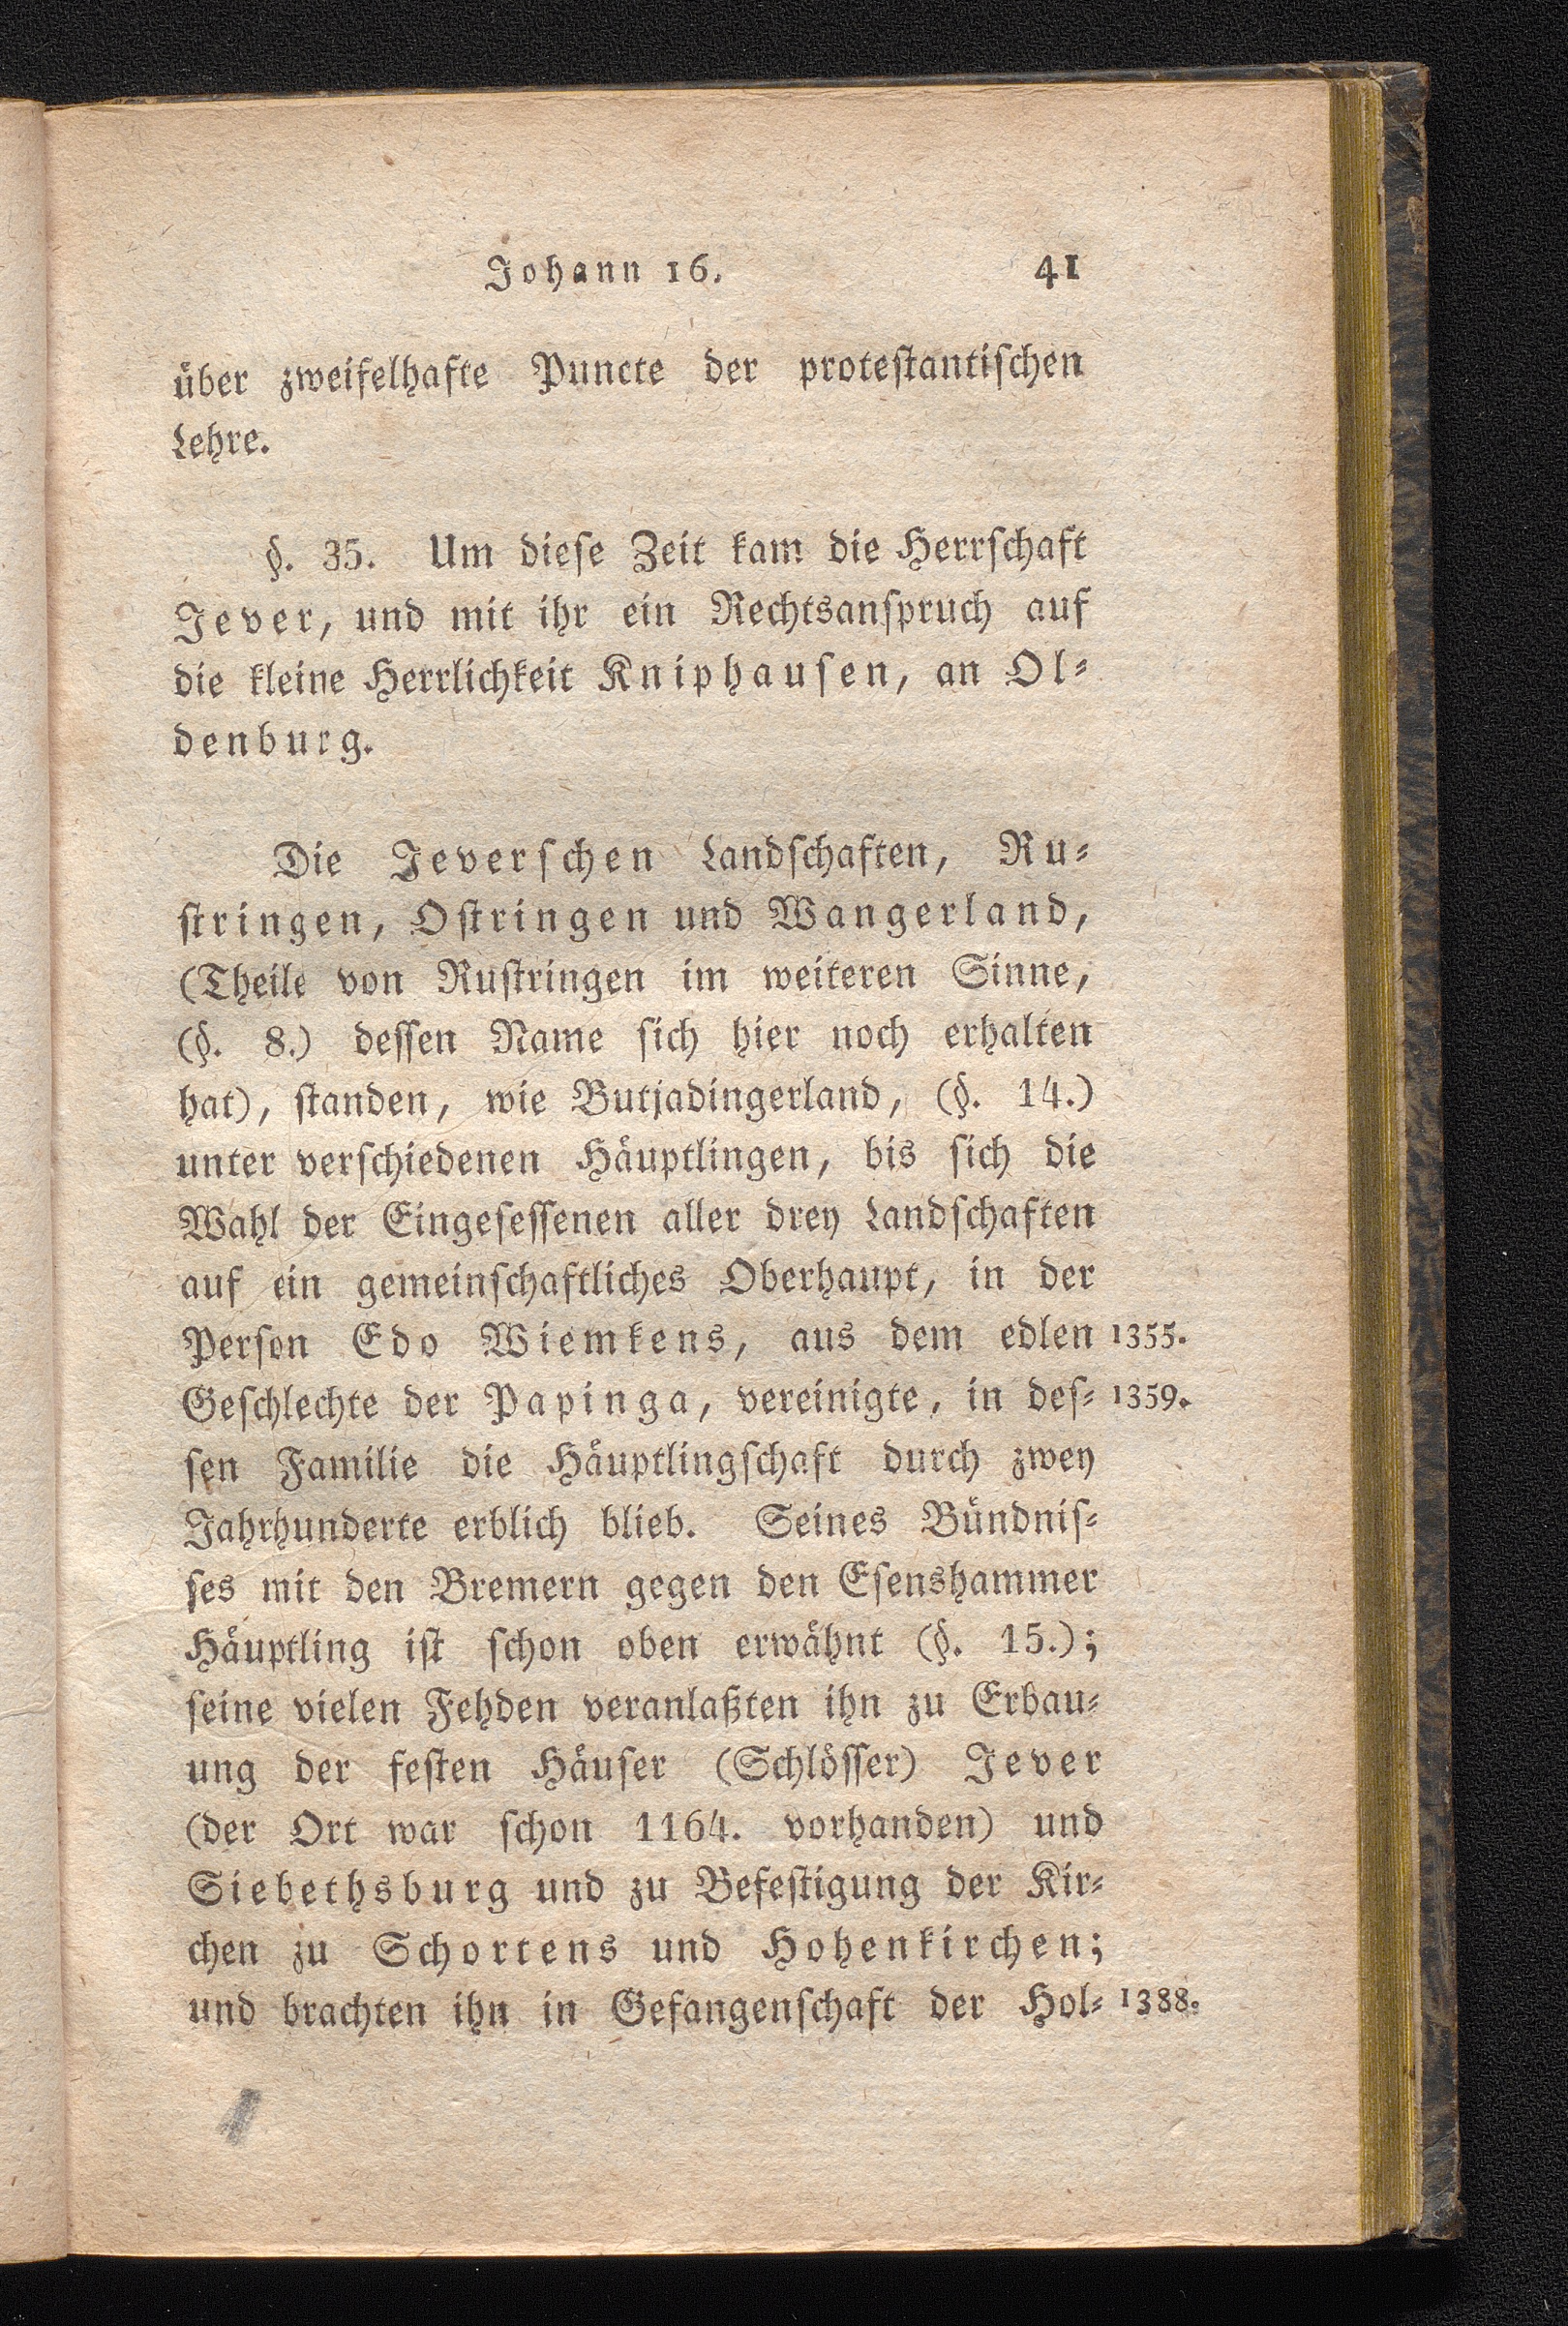 Johann 16. 41
über zweifelhafte Puncte der proteſtantiſchen
Lehre.
§. 35. Um dieſe Zeit kam die Herrſchaft
Jever, und mit ihr ein Rechtsanſpruch auf
die kleine Herrlichkeit Kniphauſen, an Ol⸗
denburg.
Die Jeverſchen Landſchaften, Ru⸗
ſtringen, Oſtringen und Wangerland,
(Theile von Ruſtringen im weiteren Sinne,
(§. 8.) deſſen Name ſich hier noch erhalten
hat), ſtanden, wie Butjadingerland, (§. 14.)
unter verſchiedenen Häuptlingen, bis ſich die
Wahl der Eingeſeſſenen aller drey Landſchaften
auf ein gemeinſchaftliches Oberhaupt, in der
Perſon Edo Wiemkens, aus dem edlen 1355.
Geſchlechte der Papinga, vereinigte, in deſ⸗ 1359.
ſen Familie die Häuptlingſchaft durch zwey
Jahrhunderte erblich blieb. Seines Bündniſ⸗
ſes mit den Bremern gegen den Eſenshammer
Häuptling iſt ſchon oben erwähnt (§. 15.);
ſeine vielen Fehden veranlaßten ihn zu Erbau⸗
ung der feſten Häuſer (Schlöſſer) Jever
(der Ort war ſchon 1164. vorhanden) und
Siebethsburg und zu Befeſtigung der Kir⸗
chen zu Schortens und Hohenkirchen;
und brachten ihn in Gefangenſchaft der Hol⸗ 1388.